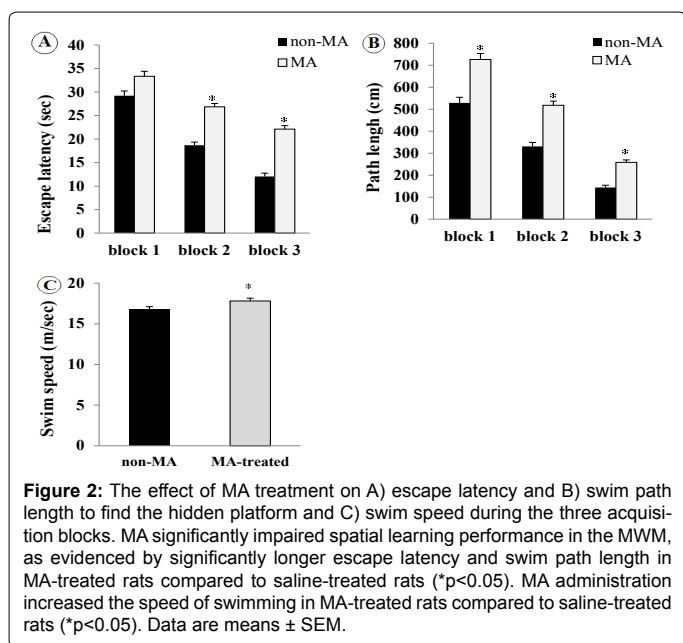 A
non-MA
MA
Escape latency (sec)
40
35
30
25
20
15
10
5
0
*
*
block 1 block 2 block 3
B
non-MA
MA
Path lengh (cm)
800
700
600
500
400
300
200
100
0
*
*
*
block 1 block 2 block 3
C
Swim speed (m/sec)
20
15
10
5
0
*
non-MA MA-treated
Figure 2: The effect of MA treatment on A) escape latency and B) swim path
length to find the hidden platform and C) swim speed during the three acquisi-
tion blocks. MA significantly impaired spatial learning performance in the MWM,
as evidenced by significantly longer escape latency and swim path length in
MA-treated rats compared to saline-treated rats (*p<0.05). MA administration
increased the speed of swimming in MA-treated rats compared to saline-treated
rats (*p<0.05). Data are means ± SEM.